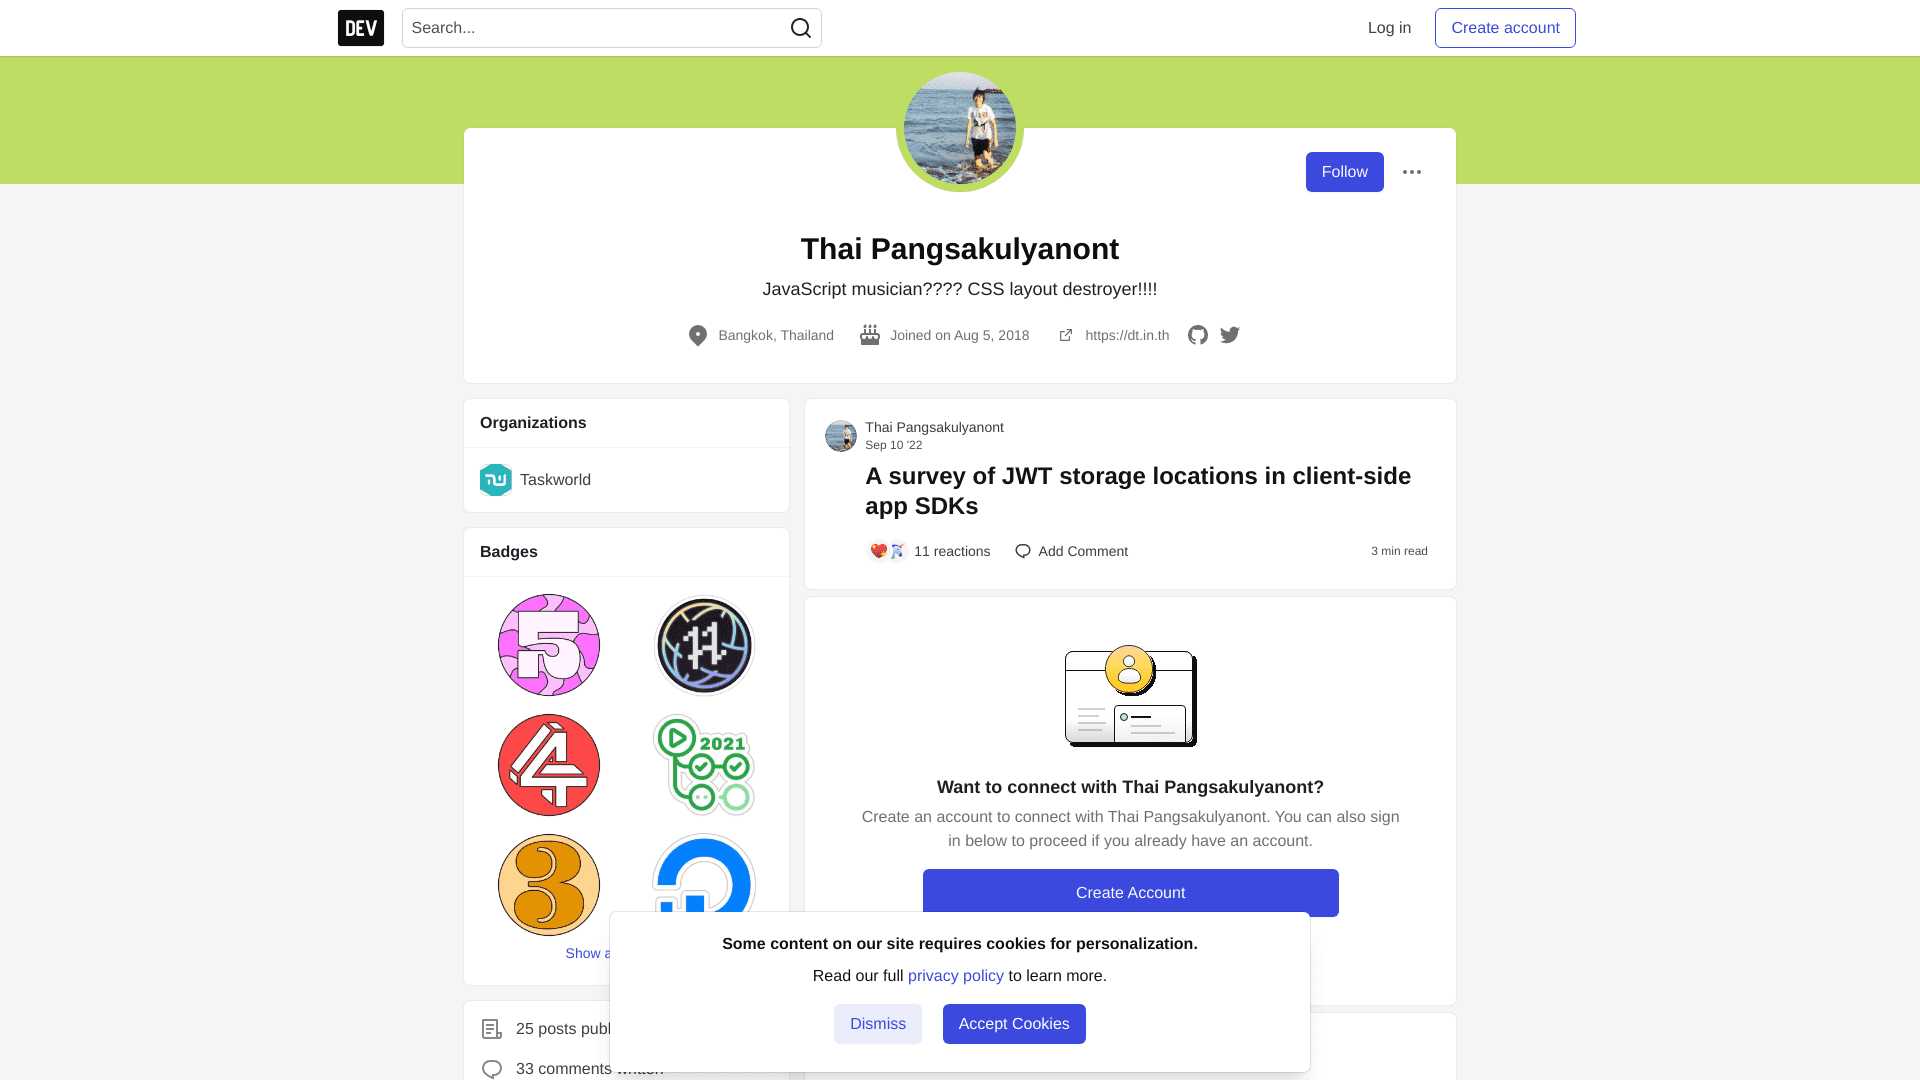 DEV
Search...
Log in
Create account
Follow
Thai Pangsakulyanont
JavaScript musician???? CSS layout destroyer!!!!
Bangkok, Thailand
Joined on Aug 5, 2018
https://dt.in.th
Organizations
Taskworld
Badges
5
4
2021
3
Show a
25 posts publ
33 comments written
Thai Pangsakulyanont
Sep 10 '22
A survey of JWT storage locations in client-side
app SDKs
11 reactions
Add Comment
3 min read
Want to connect with Thai Pangsakulyanont?
Create an account to connect with Thai Pangsakulyanont. You can also sign
in below to proceed if you already have an account.
Create Account
Some content on our site requires cookies for personalization.
Read our full privacy policy to learn more.
Dismiss
Accept Cookies